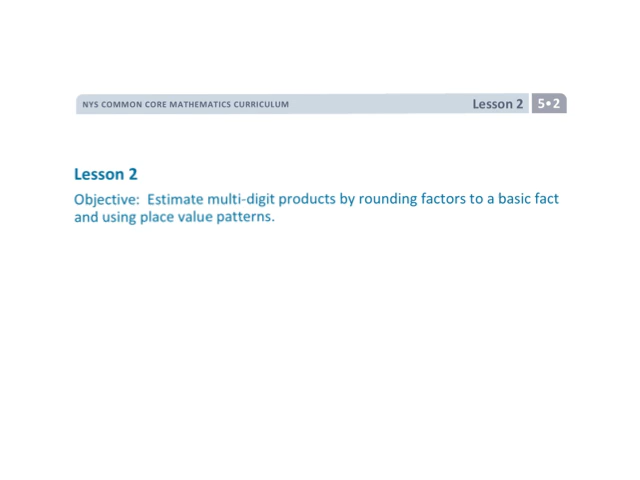 NYS COMMON CORE MATHEMATICS CURRICULUM Lesson 2 5•2
Lesson 2
Objective: Estimate multi-digit products by rounding factors to a basic fact
and using place value patterns.